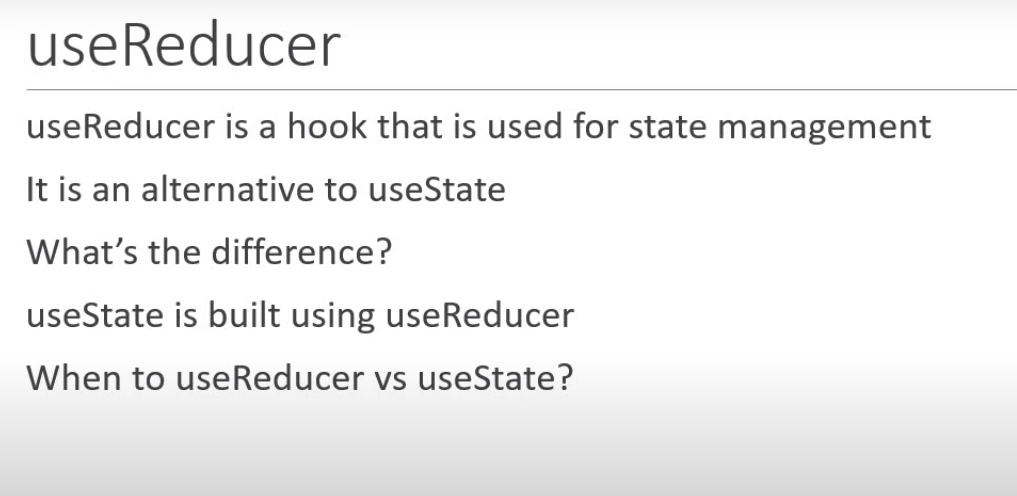 useReducer
useReducer is a hook that is used for state management
It is an alternative to useState
What’s the difference?
useState is built using useReducer
When to useReducer vs useState?